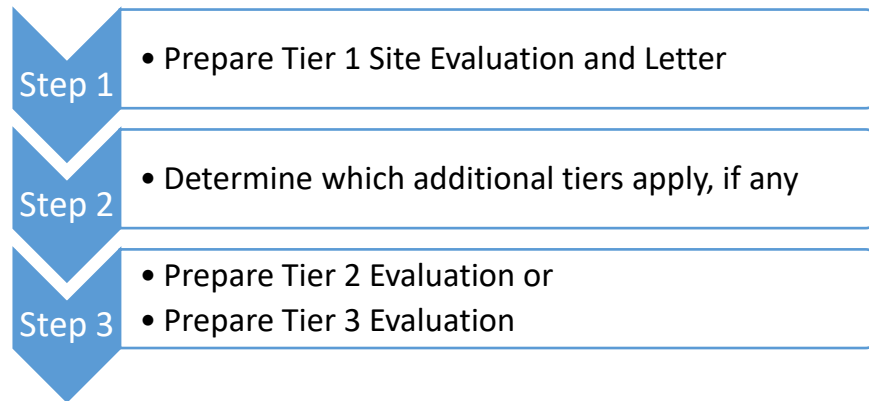 Step 1
• Prepare Tier 1 Site Evaluation and Letter
Step 2
• Determine which additional tiers apply, if any
Step 3
• Prepare Tier 2 Evaluation or
• Prepare Tier 3 Evaluation